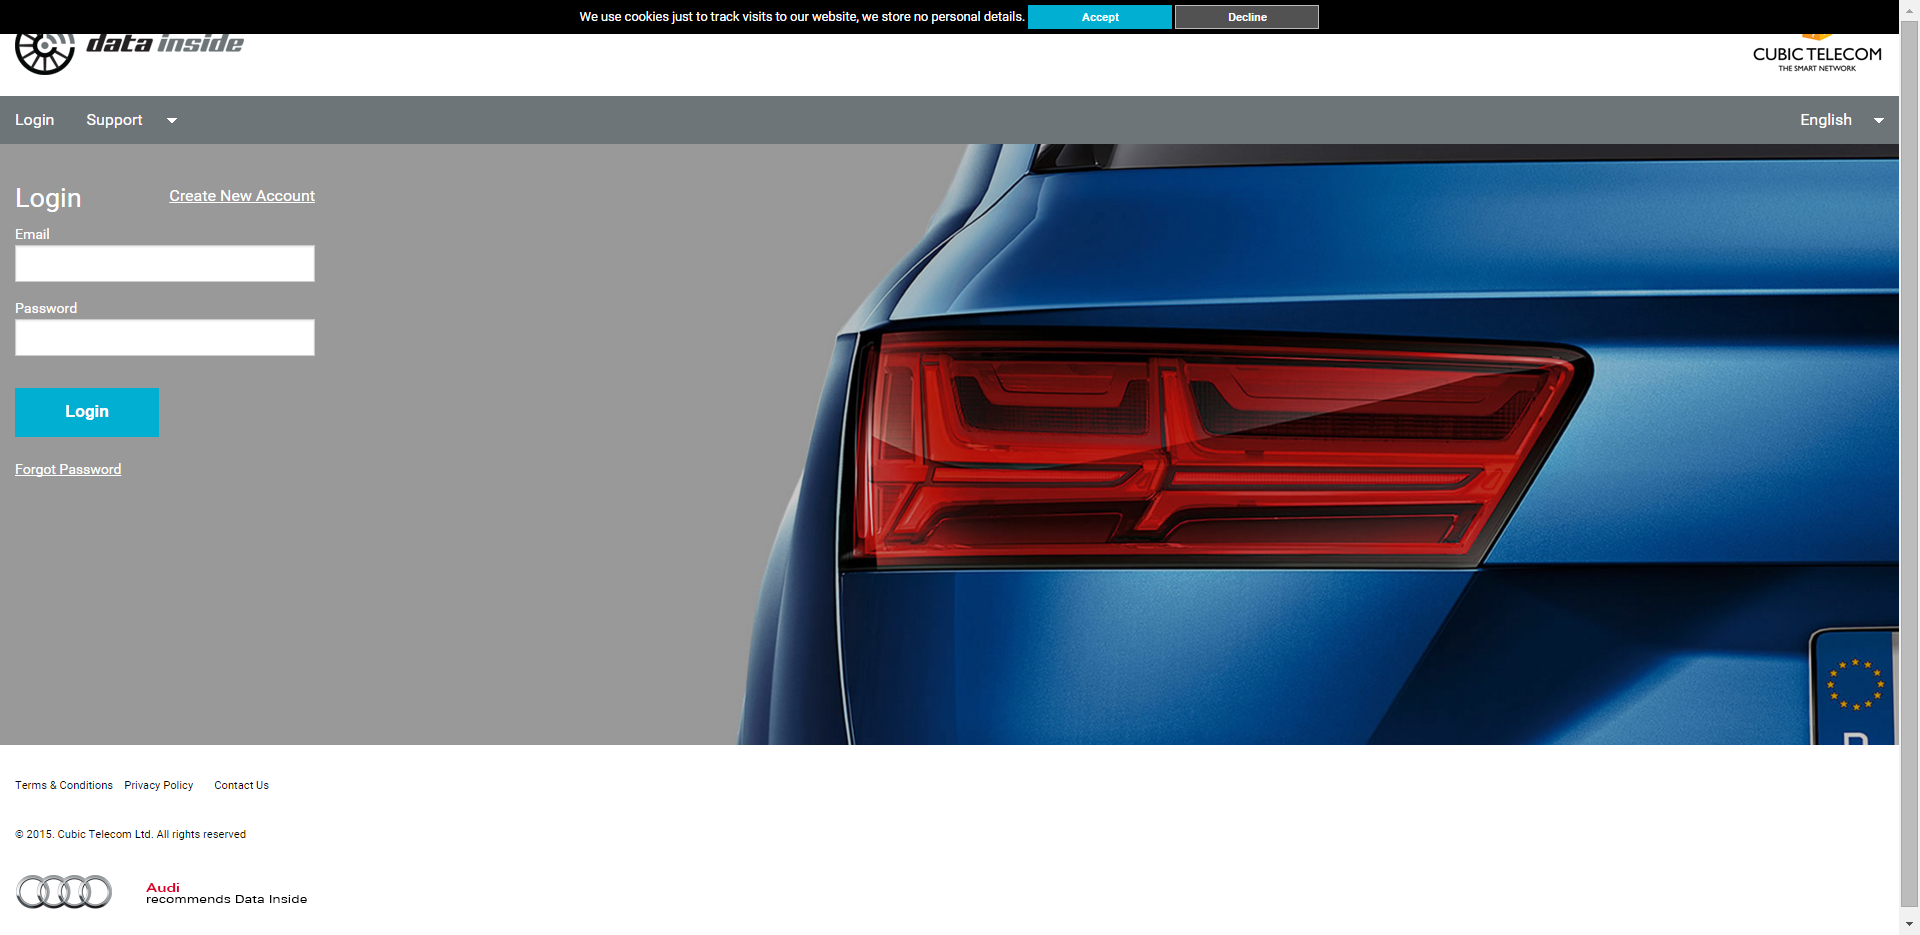 We use cookies just to track visits to our website, we store no personal details. Accept Decline
data inside
CUBIC TELECOM
THE SMART NETWORK
Login Support English
Login Create New Account
Email
Password
Login
Forgot Password
Terms & Conditions Privacy Policy Contact Us
© 2015. Cubic Telecom Ltd. All rights reserved
Audi
recommends Data Inside